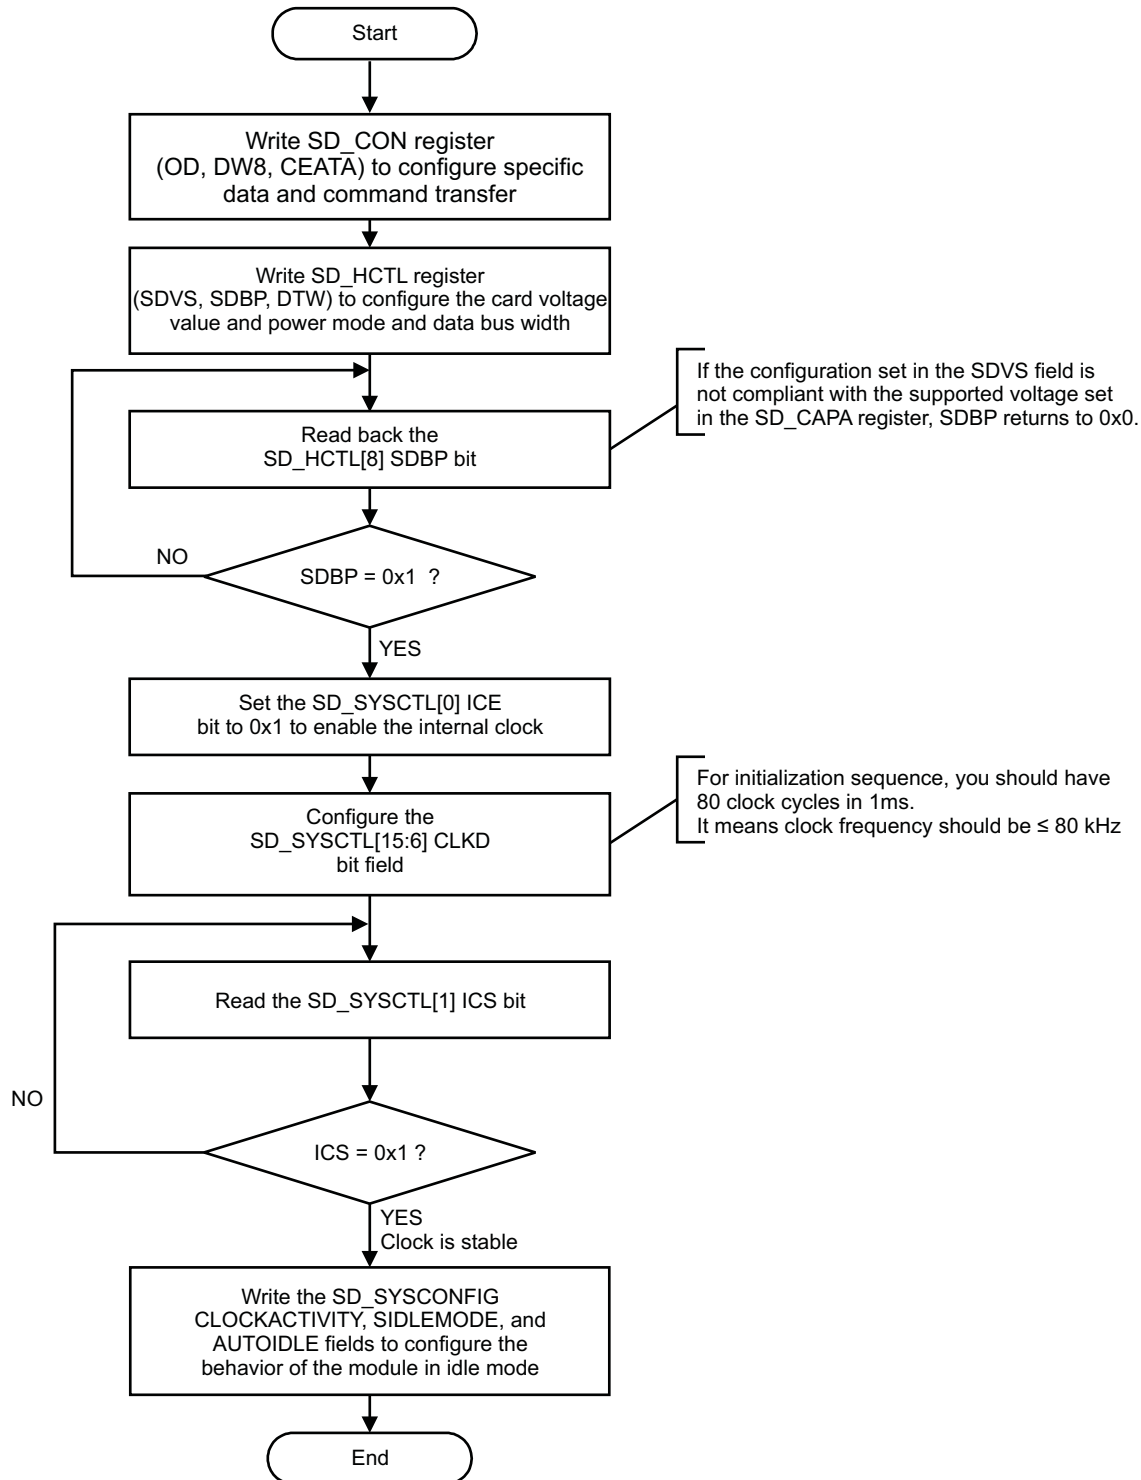 Start
Write SD_CON register
(OD, DW8, CEATA) to configure specific
data and command transfer
Write SD_HCTL register
(SDVS, SDBP, DTW) to configure the card voltage
value and power mode and data bus width
If the configuration set in the SDVS field is
not compliant with the supported voltage set
in the SD_CAPA register, SDBP returns to 0x0.
Read back the
SD_HCTL[8] SDBP bit
NO
SDBP = 0x1 ?
YES
Set the SD_SYSCTL[0] ICE
bit to 0x1 to enable the internal clock
For initialization sequence, you should have
80 clock cycles in 1ms.
It means clock frequency should be ≤ 80 kHz
Configure the
SD_SYSCTL[15:6] CLKD
bit field
Read the SD_SYSCTL[1] ICS bit
NO
ICS = 0x1 ?
YES
Clock is stable
Write the SD_SYSCONFIG
CLOCKACTIVITY, SIDLEMODE, and
AUTOIDLE fields to configure the
behavior of the module in idle mode
End